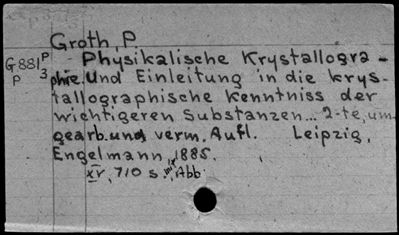 Groth, P
G881 P Physikalische Krystallogra-
P 3 phie. Und Einleitung in die krys-
tallographische Kenntniss der
wichtigeren Substanzen... 2-te, um-
gearb. und verm. Aufl. Leipzig,
Engelmann, 1885.
XV, 710 s. Abb.